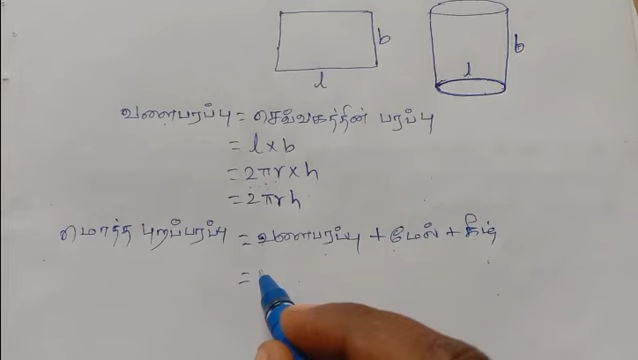 b
l
b
l
வளைபரப்பு = செவ்வகத்தின் பரப்பு
= l x b
= 2πr x h
= 2πrh
மொத்த புறப்பரப்பு = வளைபரப்பு + மேல் + கீழ்
=